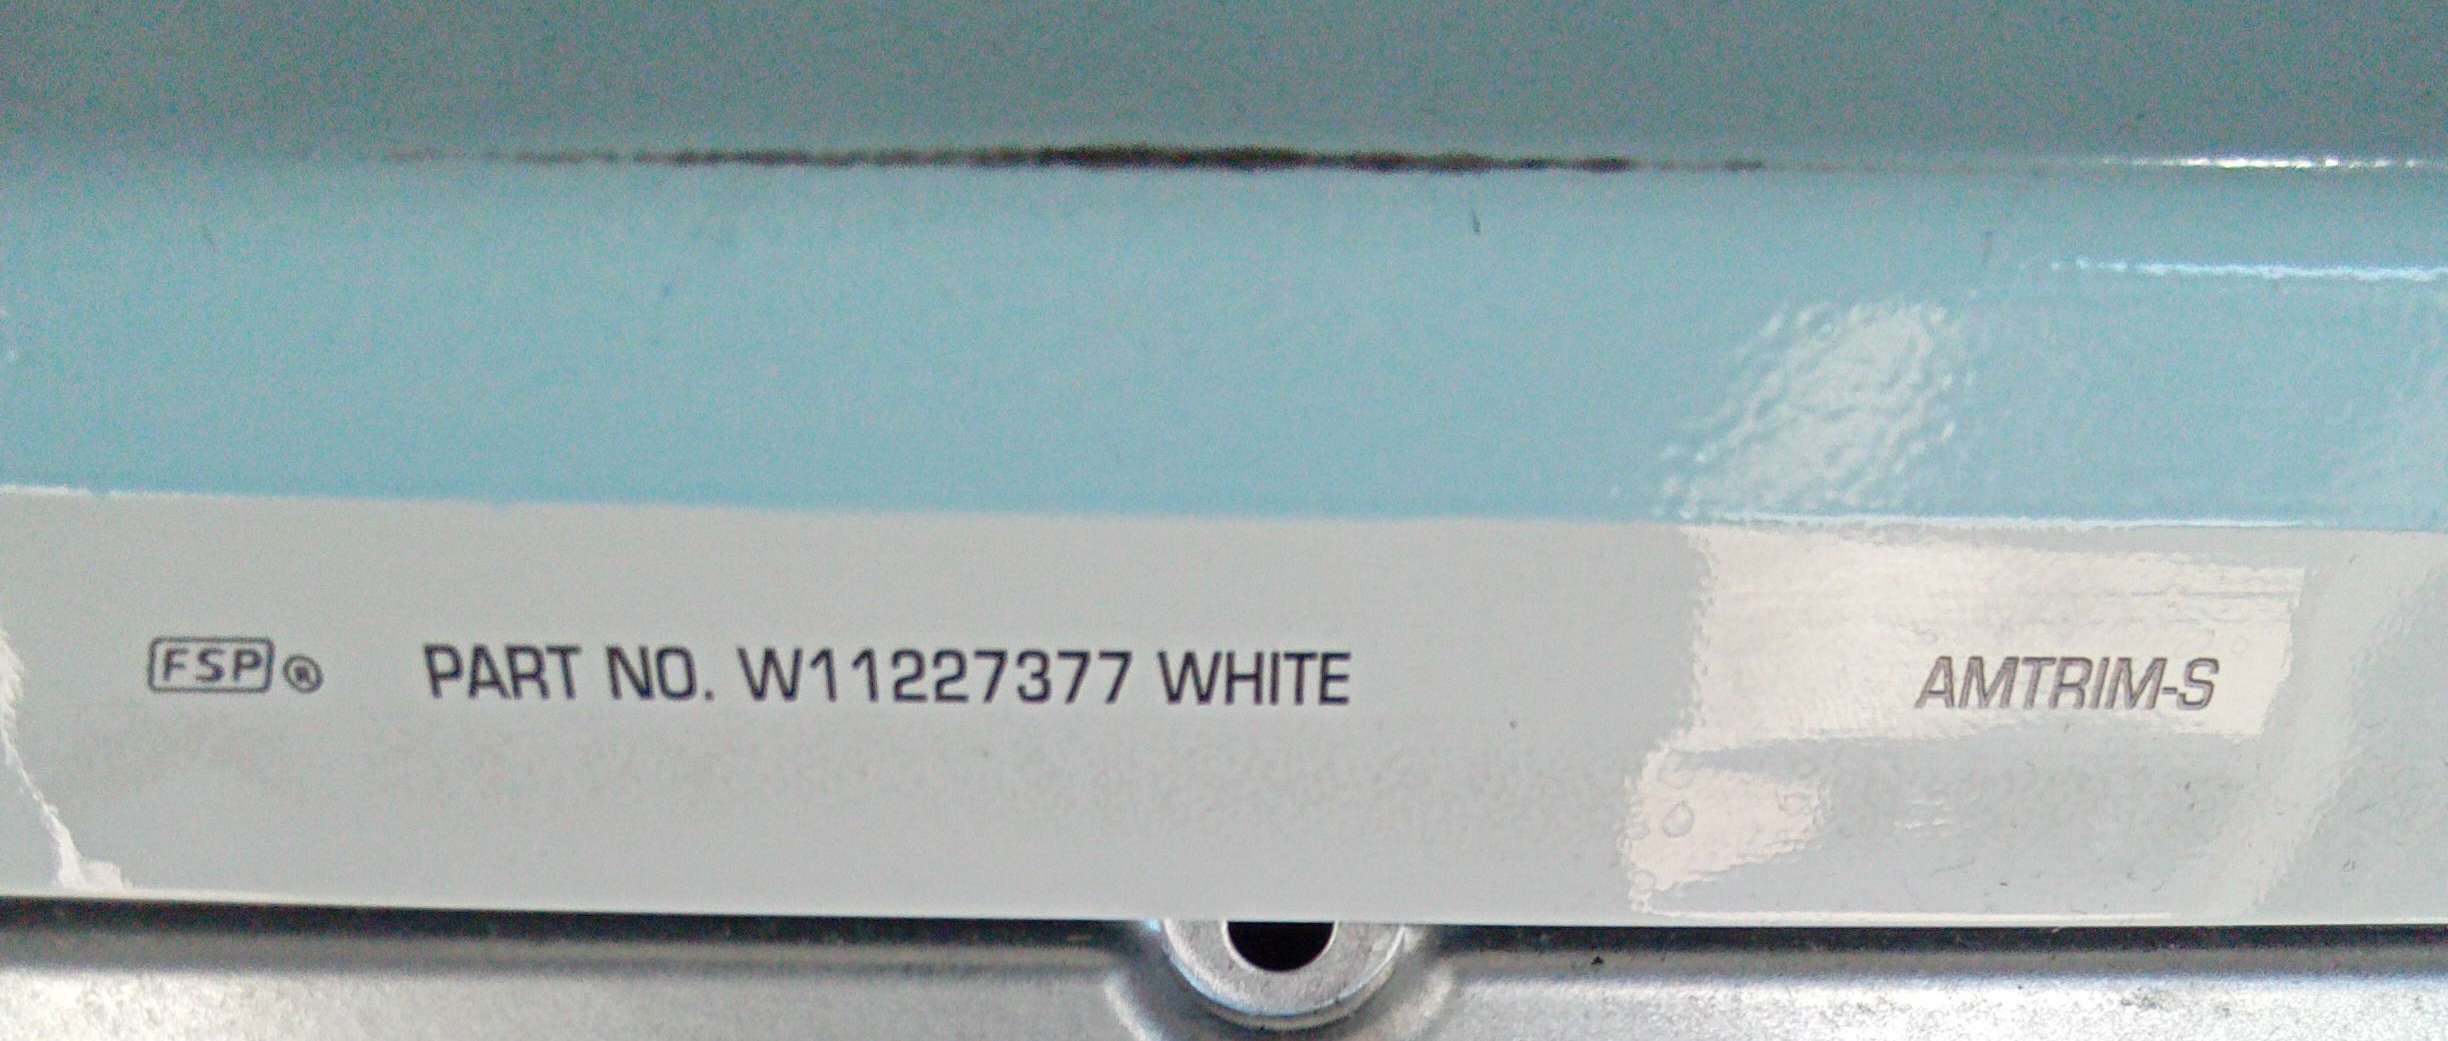 FSP® PART NO. W11227377 WHITE AMTRIM-S